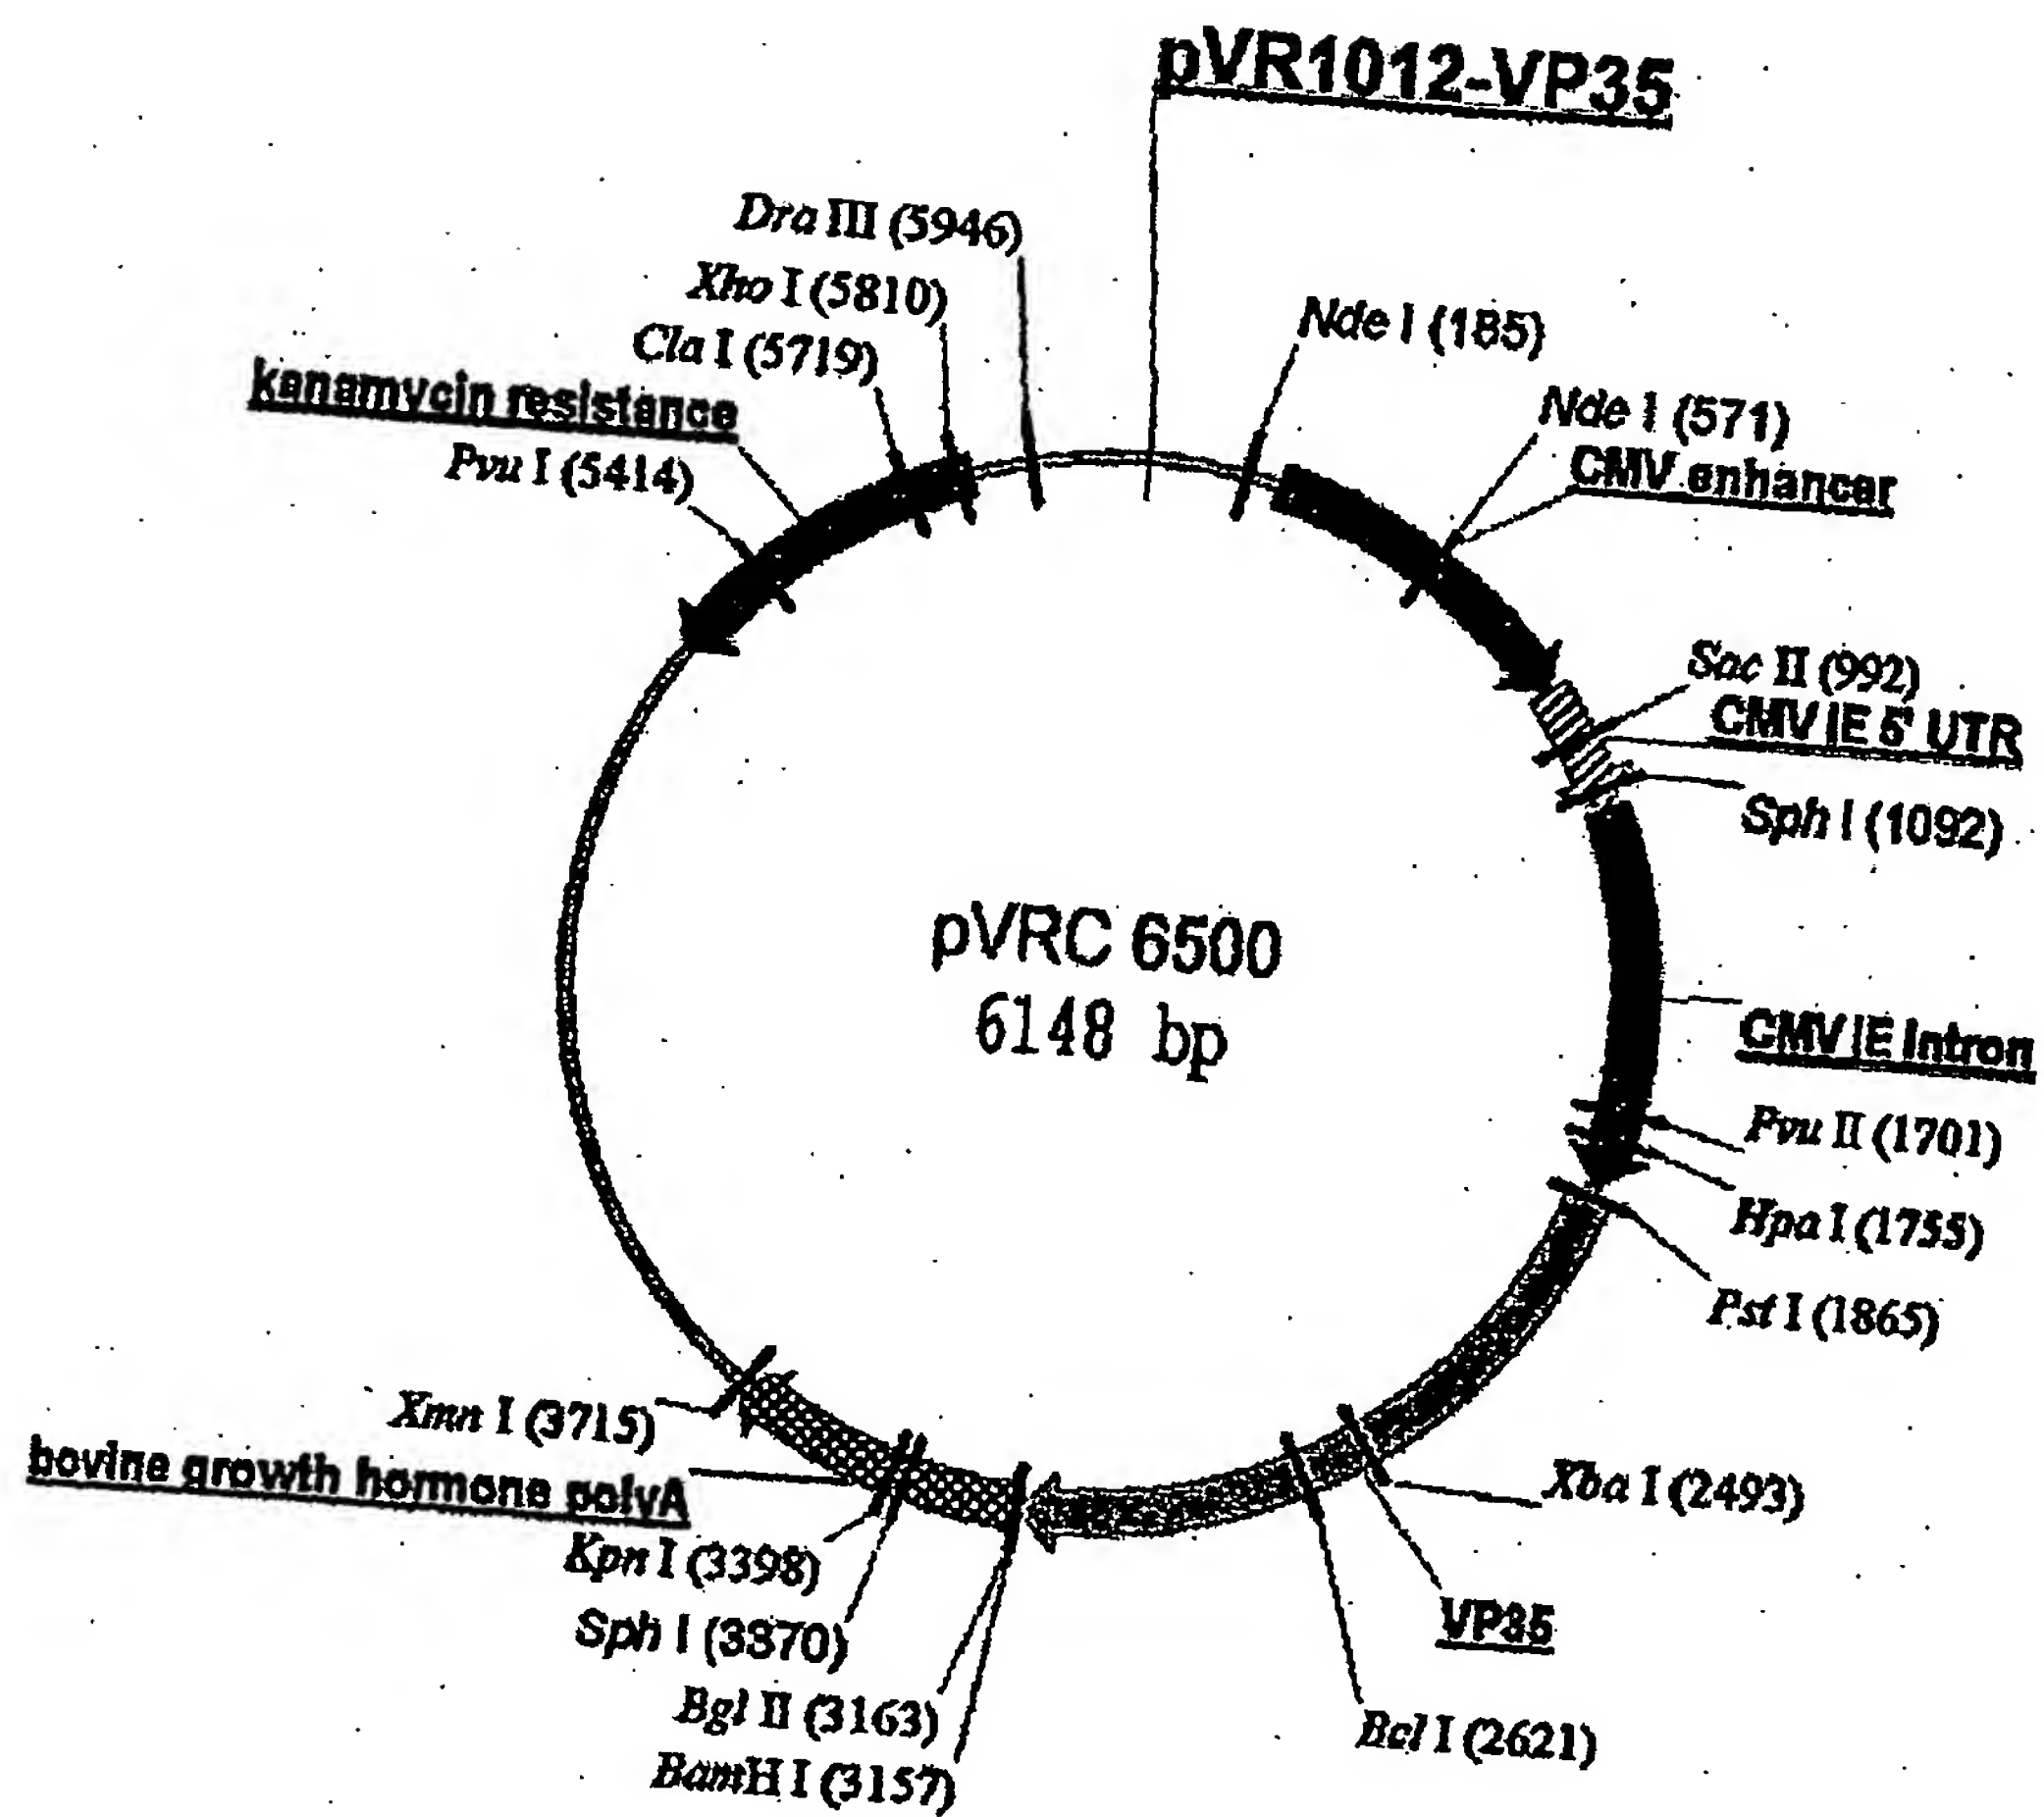 pVR1012-VP35
Dra III (5946)
Xho I (5810)
Cla I (5719)
kanamycin resistance
Pvu I (5414)
Nde I (185)
Nde I (571)
CMV enhancer
Sac II (992)
CMV IE 5' UTR
Sph I (1092)
pVRC 6500
6148 bp
CMV IE Intron
Pvu II (1701)
Hpa I (1755)
Pst I (1865)
Xmn I (3715)
bovine growth hormone polyA
Kpn I (3398)
Sph I (3370)
Bgl II (3163)
BamH I (3157)
Xba I (2493)
VP35
Bcl I (2621)